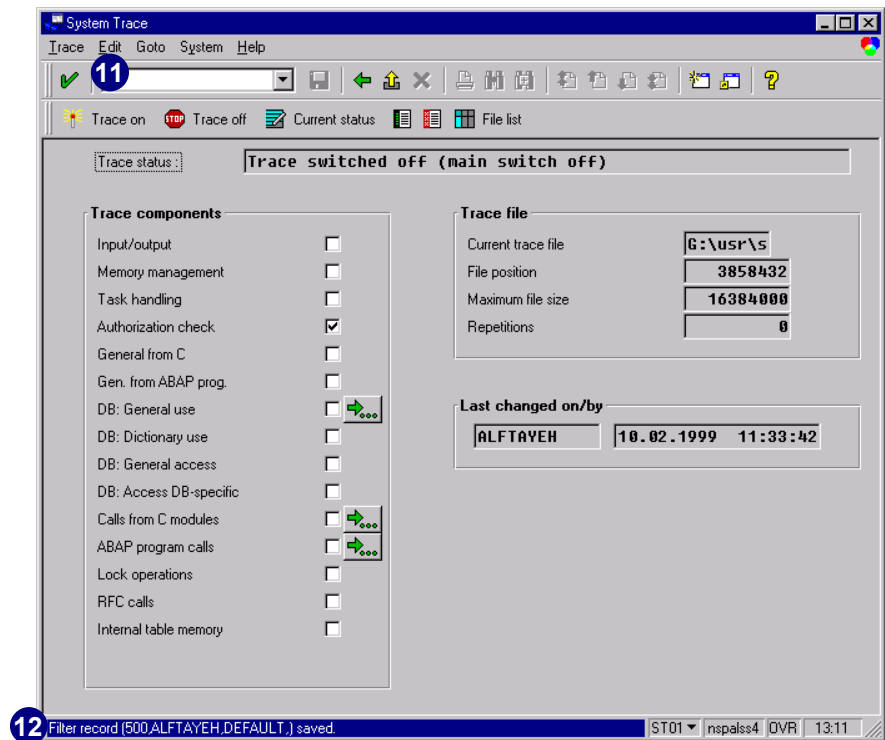 System Trace
Trace Edit Goto System Help
11
Trace on STOP Trace off Current status File list
Trace status : Trace switched off (main switch off)
Trace components
Input/output
Memory management
Task handling
Authorization check
General from C
Gen. from ABAP prog.
DB: General use
DB: Dictionary use
DB: General access
DB: Access DB-specific
Calls from C modules
ABAP program calls
Lock operations
RFC calls
Internal table memory
Trace file
Current trace file G:\usr\s
File position 3858432
Maximum file size 16384000
Repetitions 0
Last changed on/by
ALFTAYEH 10.02.1999 11:33:42
12 Filter record (500,ALFTAYEH,DEFAULT,) saved. ST01 nspalss4 OVR 13:11